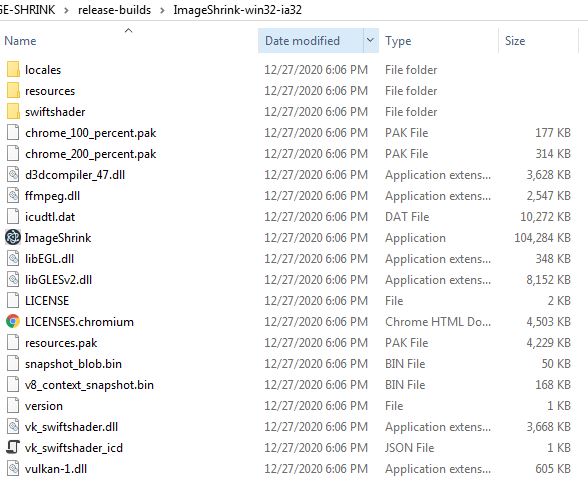 GE-SHRINK > release-builds > ImageShrink-win32-ia32
Name Date modified Type Size
locales 12/27/2020 6:06 PM File folder
resources 12/27/2020 6:06 PM File folder
swiftshader 12/27/2020 6:06 PM File folder
chrome_100_percent.pak 12/27/2020 6:06 PM PAK File 177 KB
chrome_200_percent.pak 12/27/2020 6:06 PM PAK File 314 KB
d3dcompiler_47.dll 12/27/2020 6:06 PM Application extens... 3,628 KB
ffmpeg.dll 12/27/2020 6:06 PM Application extens... 2,547 KB
icudtl.dat 12/27/2020 6:06 PM DAT File 10,272 KB
ImageShrink 12/27/2020 6:06 PM Application 104,284 KB
libEGL.dll 12/27/2020 6:06 PM Application extens... 348 KB
libGLESv2.dll 12/27/2020 6:06 PM Application extens... 8,152 KB
LICENSE 12/27/2020 6:06 PM File 2 KB
LICENSES.chromium 12/27/2020 6:06 PM Chrome HTML Do... 4,503 KB
resources.pak 12/27/2020 6:06 PM PAK File 4,229 KB
snapshot_blob.bin 12/27/2020 6:06 PM BIN File 50 KB
v8_context_snapshot.bin 12/27/2020 6:06 PM BIN File 168 KB
version 12/27/2020 6:06 PM File 1 KB
vk_swiftshader.dll 12/27/2020 6:06 PM Application extens... 3,668 KB
vk_swiftshader_icd 12/27/2020 6:06 PM JSON File 1 KB
vulkan-1.dll 12/27/2020 6:06 PM Application extens... 605 KB